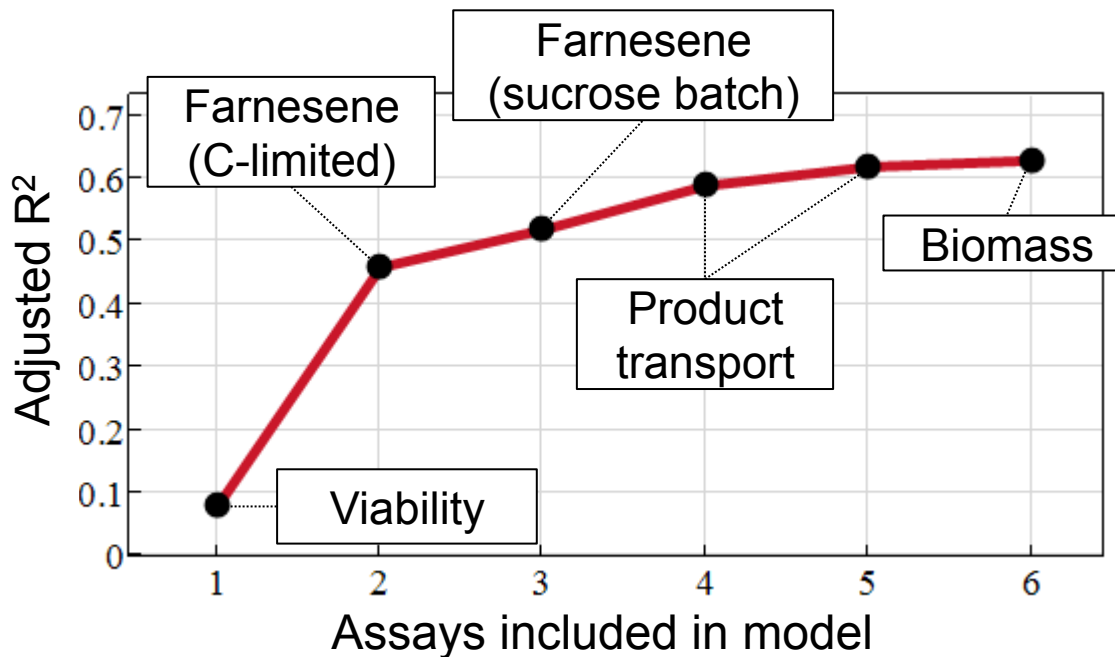 Farnesene
(sucrose batch)
Farnesene
(C-limited)
Adjusted R²
0.7
0.6
0.5
0.4
0.3
0.2
0.1
0
Biomass
Product
transport
Viability
1 2 3 4 5 6
Assays included in model